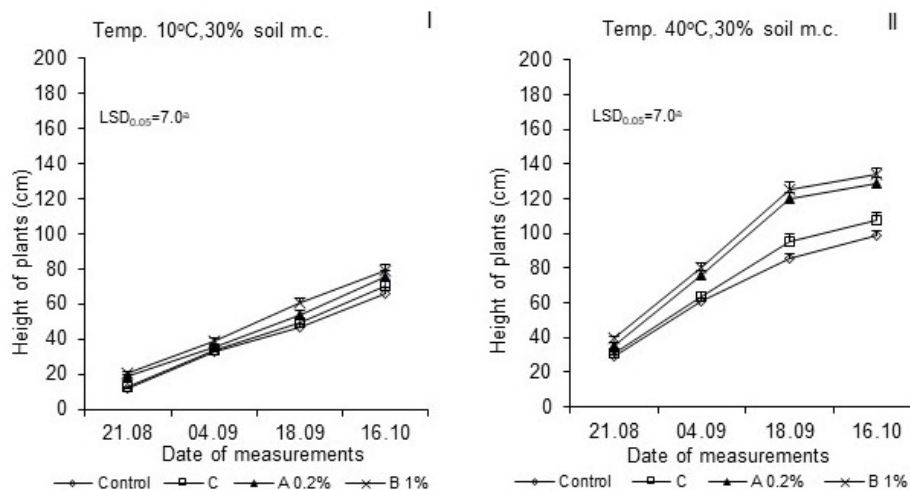 Temp. 10ºC,30% soil m.c.
I
200
180
160
140
120
100
80
60
40
20
0
LSD0.05=7.0a
Height of plants (cm)
21.08 04.09 18.09 16.10
Date of measurements
Control C A 0.2% B 1%
Temp. 40ºC,30% soil m.c.
II
200
180
160
140
120
100
80
60
40
20
0
LSD0.05=7.0a
Height of plants (cm)
21.08 04.09 18.09 16.10
Date of measurements
Control C A 0.2% B 1%